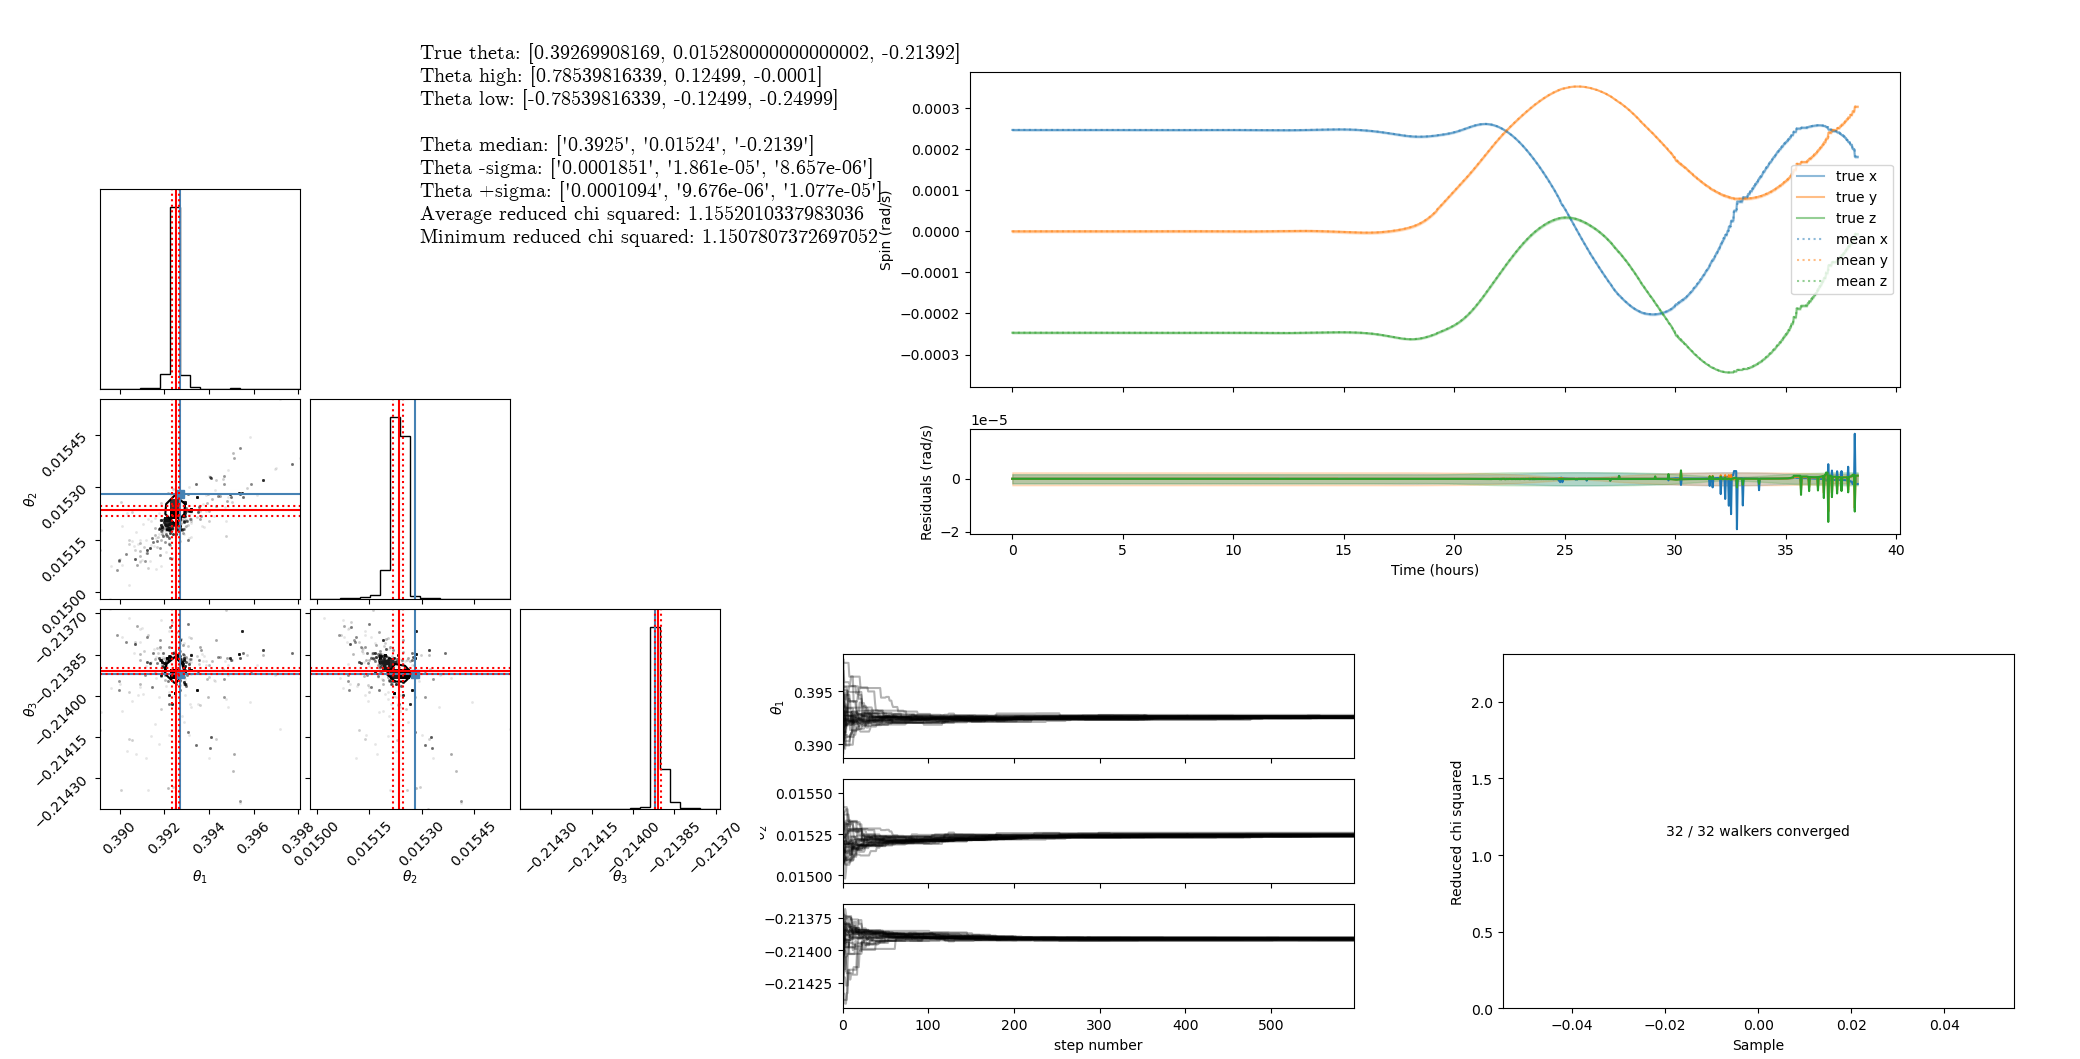 True theta: [0.39269908169, 0.015280000000000002, -0.21392]
Theta high: [0.78539816339, 0.12499, -0.0001]
Theta low: [-0.78539816339, -0.12499, -0.24999]
Theta median: ['0.3925', '0.01524', '-0.2139']
Theta -sigma: ['0.0001851', '1.861e-05', '8.657e-06']
Theta +sigma: ['0.0001094', '9.676e-06', '1.077e-05']
Average reduced chi squared: 1.1552010337983036
Minimum reduced chi squared: 1.1507807372697052
Spin (rad/s)
0.0003
0.0002
0.0001
0.0000
−0.0001
−0.0002
−0.0003
true x
true y
true z
mean x
mean y
mean z
1e−5
Residuals (rad/s)
0
−2
0 5 10 15 20 25 30 35 40
Time (hours)
θ2
0.01545
0.01530
0.01515
0.01500
θ3
−0.21370
−0.21385
−0.21400
−0.21415
−0.21430
0.390 0.392 0.394 0.396 0.398
θ1
0.01500 0.01515 0.01530 0.01545
θ2
−0.21430 −0.21415 −0.21400 −0.21385 −0.21370
θ3
θ1
0.395
0.390
0.01550
0.01525
0.01500
−0.21375
−0.21400
−0.21425
0 100 200 300 400 500
step number
Reduced chi squared
2.0
1.5
1.0
0.5
0.0
32 / 32 walkers converged
−0.04 −0.02 0.00 0.02 0.04
Sample